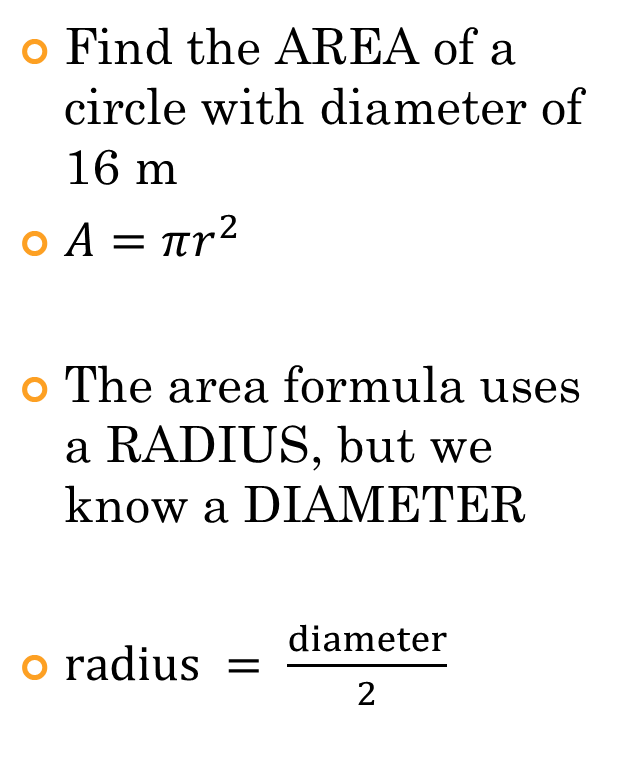 Find the AREA of a
circle with diameter of
16 m
A = πr²
The area formula uses
a RADIUS, but we
know a DIAMETER
radius = diameter/2